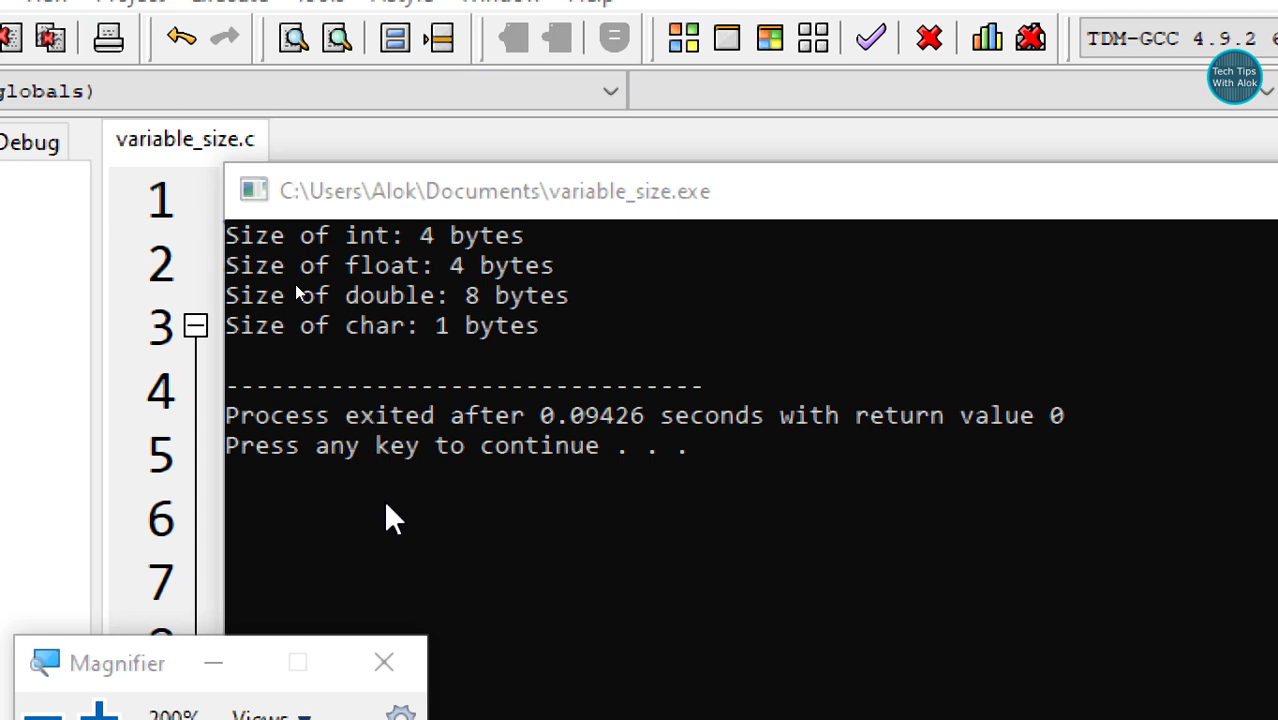 TDM-GCC 4.9.2
Tech Tips
With Alok
globals)
Debug
variable_size.c
C:\Users\Alok\Documents\variable_size.exe
1
2
3
4
5
6
7
Size of int: 4 bytes
Size of float: 4 bytes
Size of double: 8 bytes
Size of char: 1 bytes
--------------------------------
Process exited after 0.09426 seconds with return value 0
Press any key to continue . . .
Magnifier
200%
Views